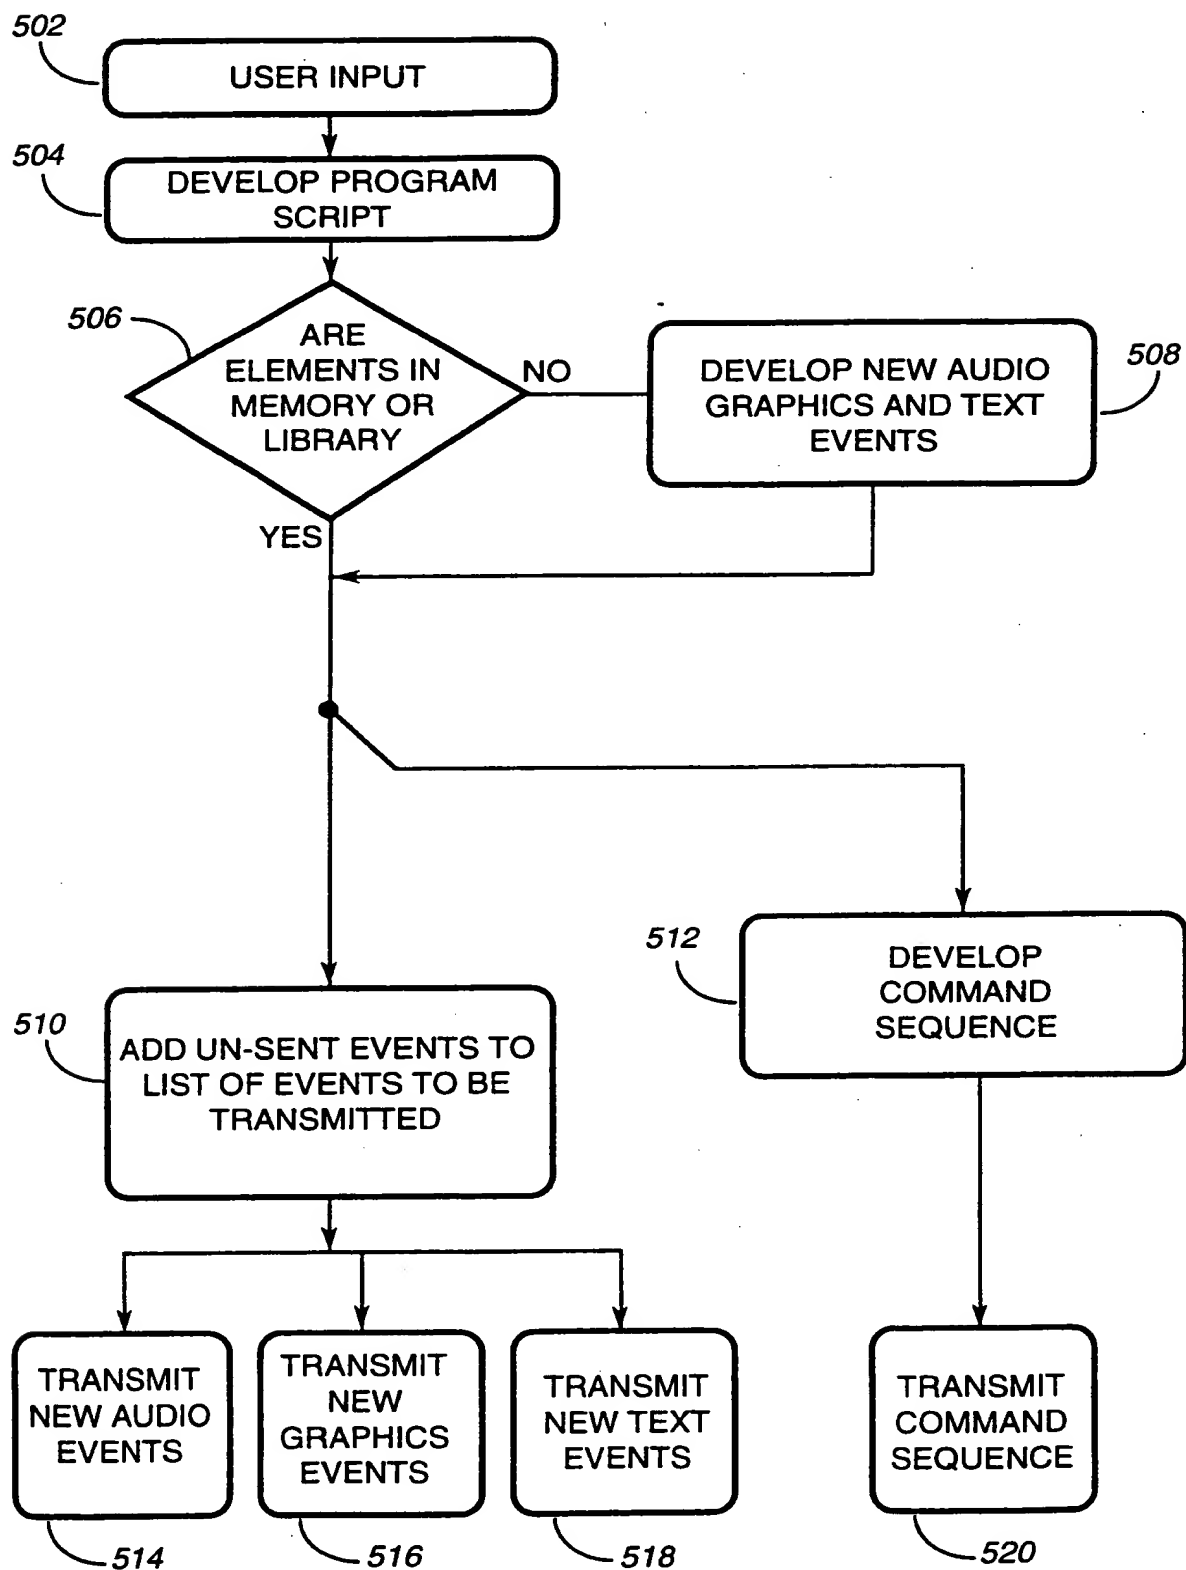 502
USER INPUT
504
DEVELOP PROGRAM
SCRIPT
506
ARE
ELEMENTS IN
MEMORY OR
LIBRARY
NO
DEVELOP NEW AUDIO
GRAPHICS AND TEXT
EVENTS
508
YES
512
DEVELOP
COMMAND
SEQUENCE
510
ADD UN-SENT EVENTS TO
LIST OF EVENTS TO BE
TRANSMITTED
TRANSMIT
NEW AUDIO
EVENTS
TRANSMIT
NEW
GRAPHICS
EVENTS
TRANSMIT
NEW TEXT
EVENTS
TRANSMIT
COMMAND
SEQUENCE
514
516
518
520